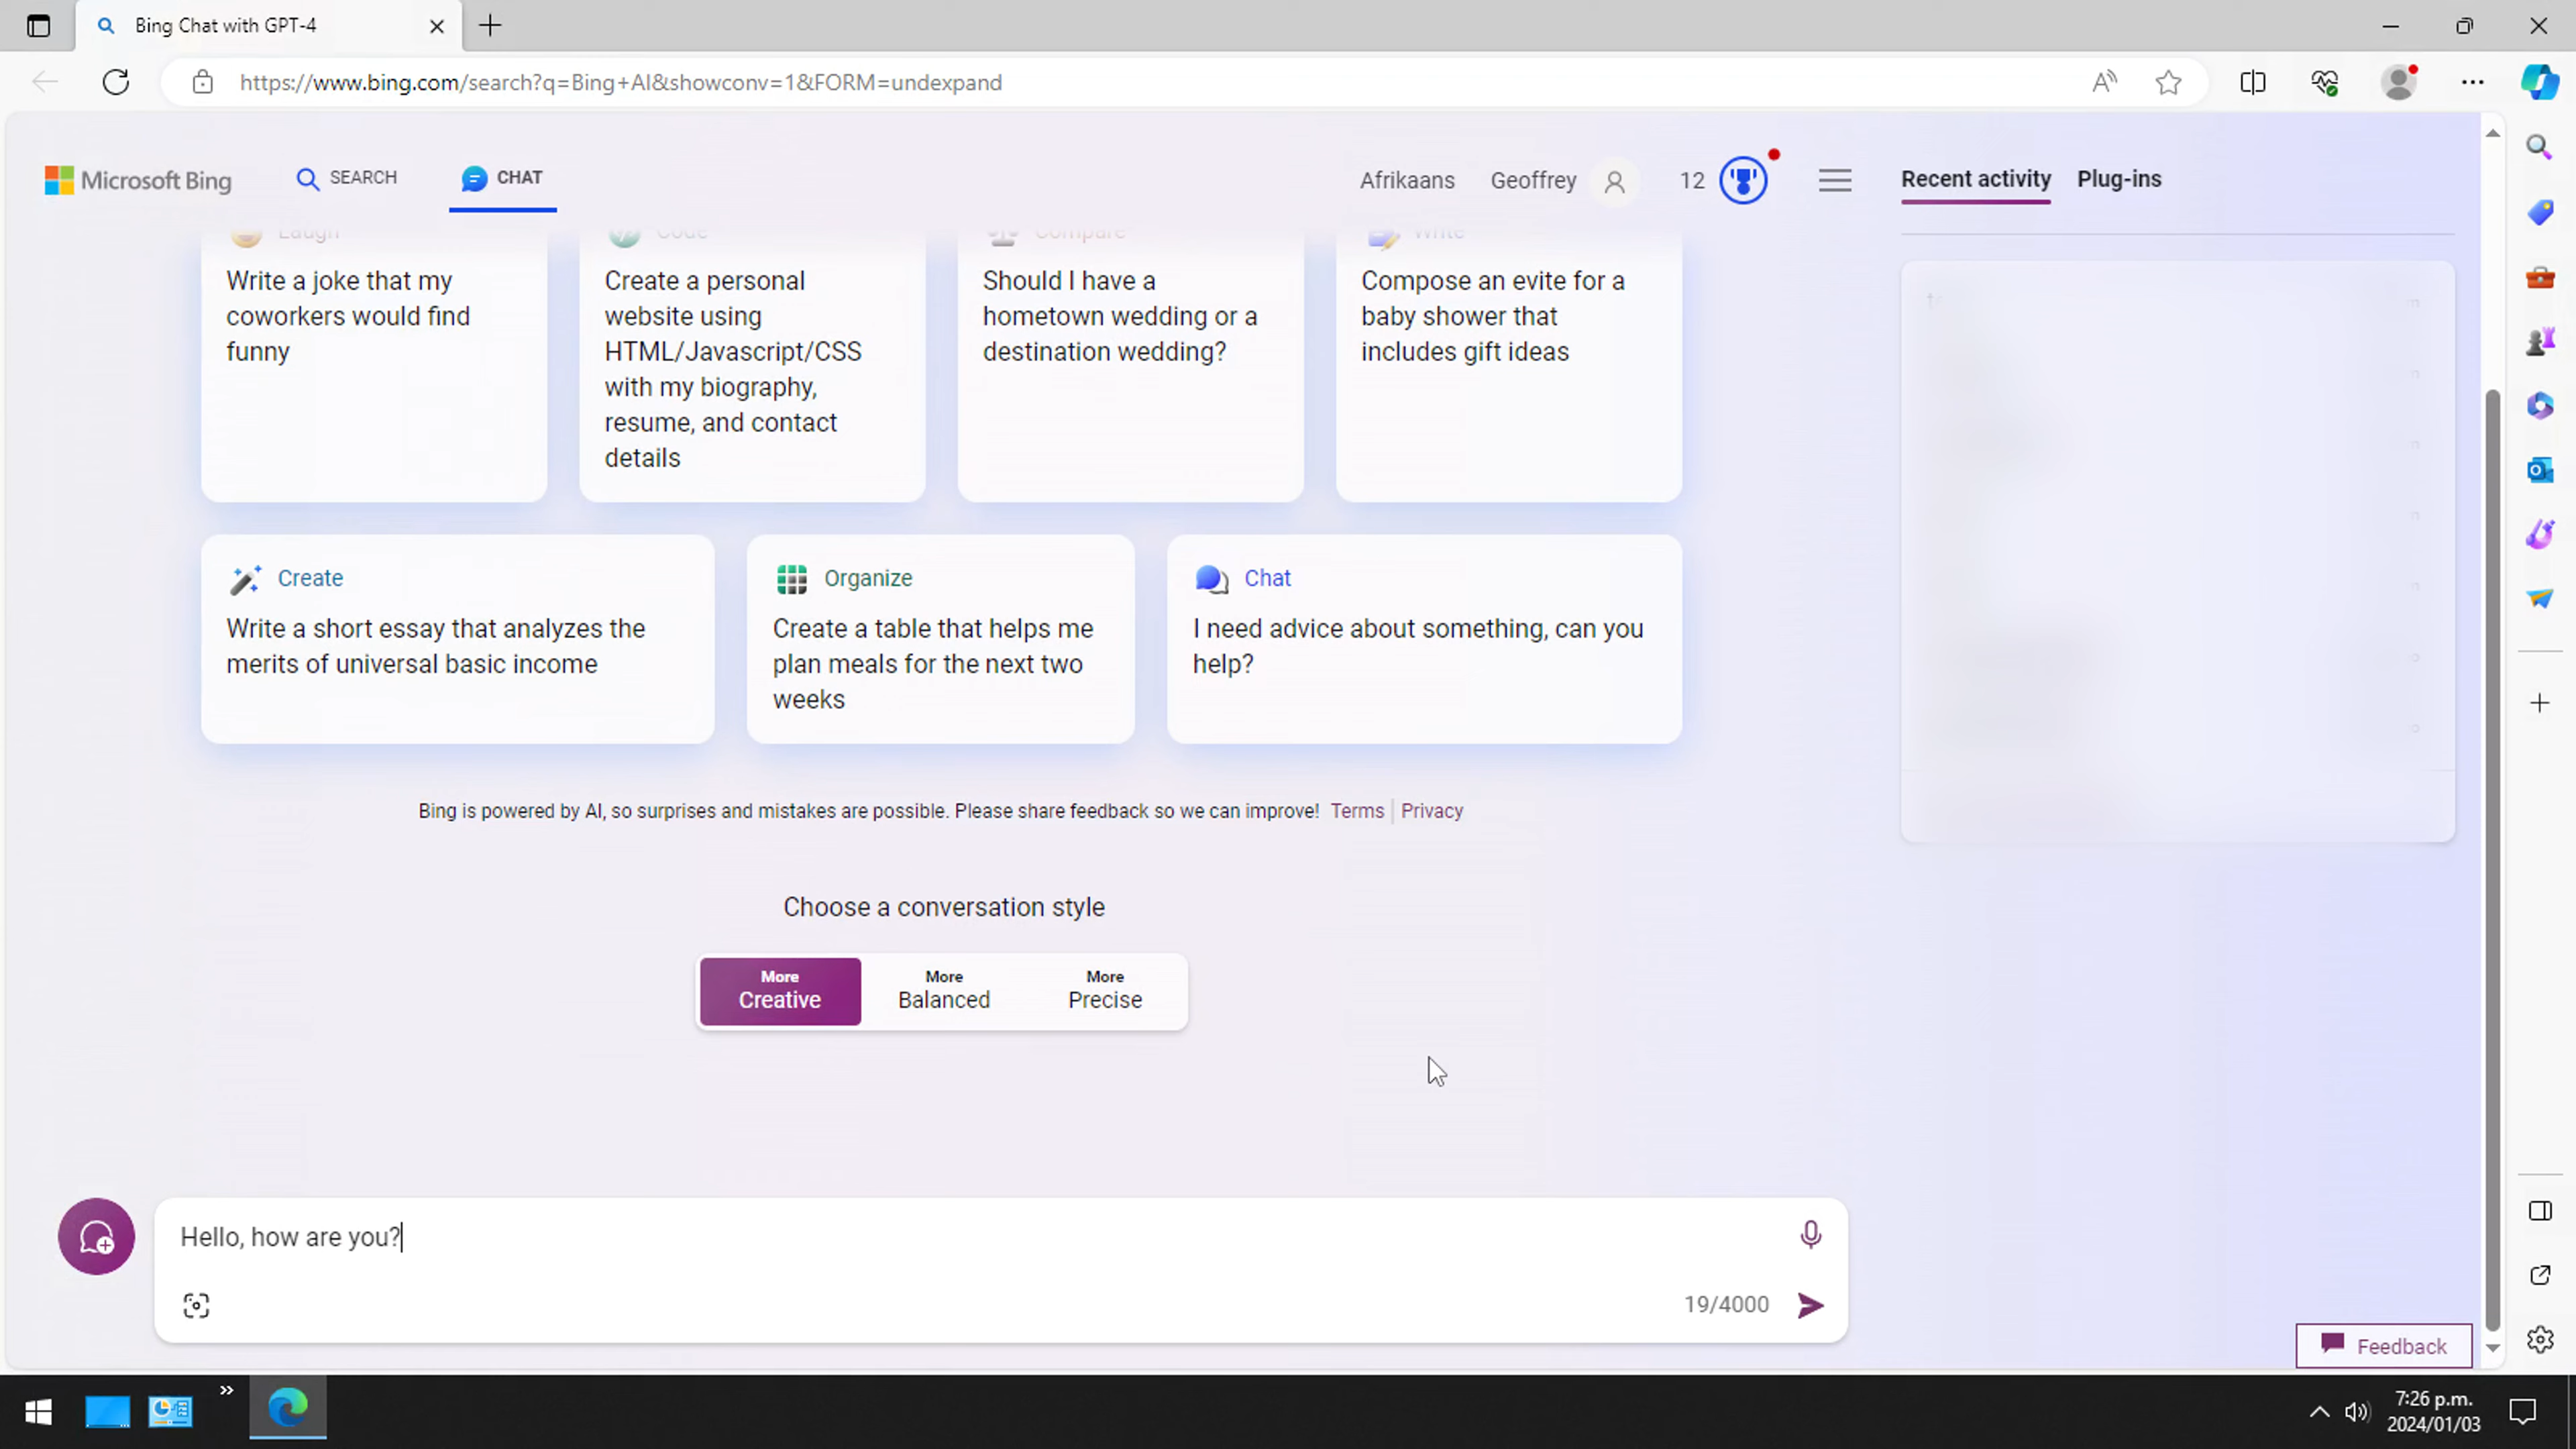 Bing Chat with GPT-4
https://www.bing.com/search?q=Bing+AI&showconv=1&FORM=undexpand
Microsoft Bing
SEARCH
CHAT
Afrikaans
Geoffrey
12
Recent activity
Plug-ins
Laugh
Write a joke that my
coworkers would find
funny
Code
Create a personal
website using
HTML/Javascript/CSS
with my biography,
resume, and contact
details
Compare
Should I have a
hometown wedding or a
destination wedding?
Write
Compose an evite for a
baby shower that
includes gift ideas
Create
Write a short essay that analyzes the
merits of universal basic income
Organize
Create a table that helps me
plan meals for the next two
weeks
Chat
I need advice about something, can you
help?
Bing is powered by AI, so surprises and mistakes are possible. Please share feedback so we can improve! Terms Privacy
Choose a conversation style
More
Creative
More
Balanced
More
Precise
Hello, how are you?
19/4000
Feedback
7:26 p.m.
2024/01/03